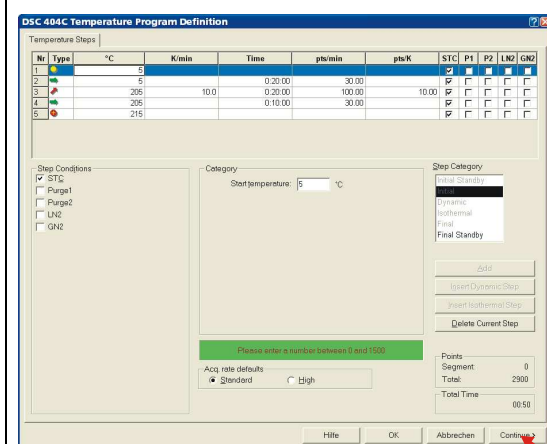 DSC 404C Temperature Program Definition
Temperature Steps
Nr Type °C K/min Time pts/min pts/K STC P1 P2 LN2 GN2
1 5
2 5 0:20:00 30.00
3 205 10.0 0:20:00 100.00 10.00
4 205 0:10:00 30.00
5 215
Step Conditions
STC
Purge1
Purge2
LN2
GN2
Category
Start temperature: 5 °C
Step Category
Initial Standby
Initial
Dynamic
Isothermal
Final
Final Standby
Add
Insert Dynamic Step
Insert Isothermal Step
Delete Current Step
Please enter a number between 0 and 1500
Acq. rate defaults
Standard High
Points
Segment 0
Total: 2900
Total Time
00:50
Hilfe OK Abbrechen Continue >